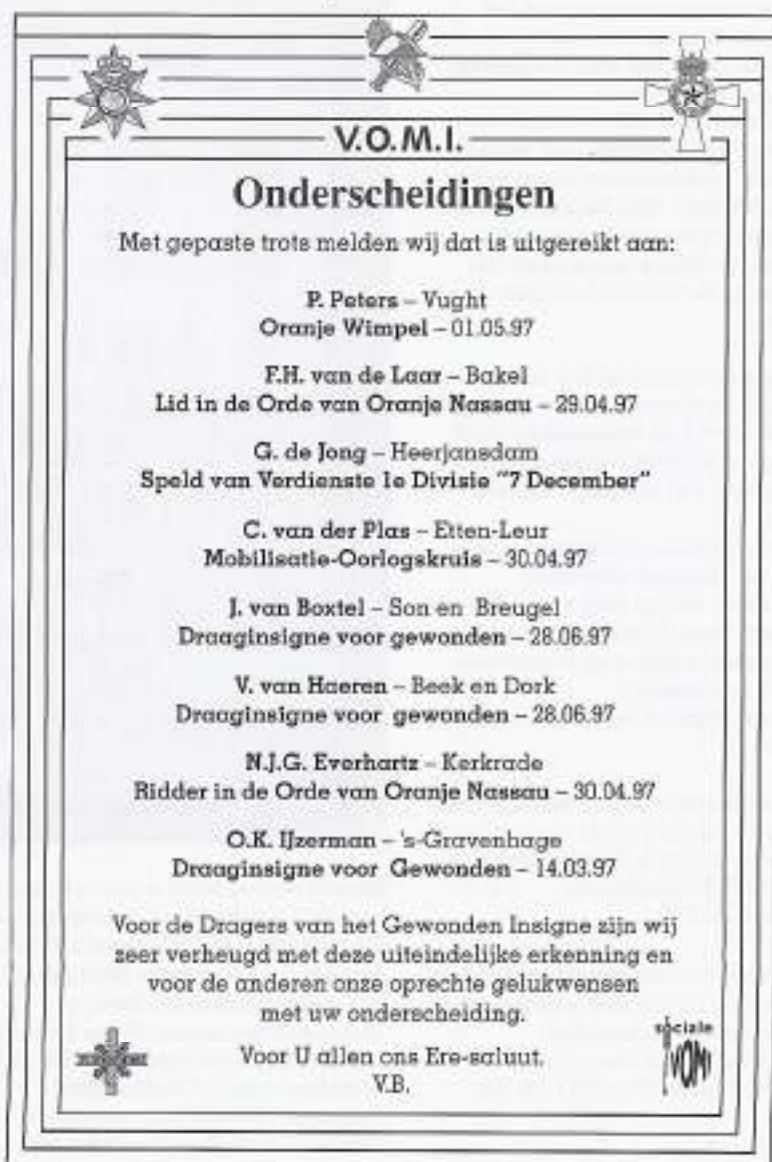 V.O.M.I.
Onderscheidingen
Met gepaste trots melden wij dat is uitgereikt aan:
P. Peters – Vught
Oranje Wimpel – 01.05.97
F.H. van de Laar – Bakel
Lid in de Orde van Oranje Nassau – 29.04.97
G. de Jong – Heerjansdam
Speld van Verdienste 1e Divisie "7 December"
C. van der Plas – Etten-Leur
Mobilisatie-Oorlogskruis – 30.04.97
J. van Boxtel – Son en Breugel
Draaginsigne voor gewonden – 28.06.97
V. van Haeren – Beek en Dork
Draaginsigne voor gewonden – 28.06.97
N.J.G. Everhartz – Kerkrade
Ridder in de Orde van Oranje Nassau – 30.04.97
O.K. IJzerman – 's-Gravenhage
Draaginsigne voor Gewonden – 14.03.97
Voor de Dragers van het Gewonden Insigne zijn wij
zeer verheugd met deze uiteindelijke erkenning en
voor de anderen onze oprechte gelukwensen
met uw onderscheiding.
Voor U allen ons Ere-saluut.
V.B.
sociale
VOMI